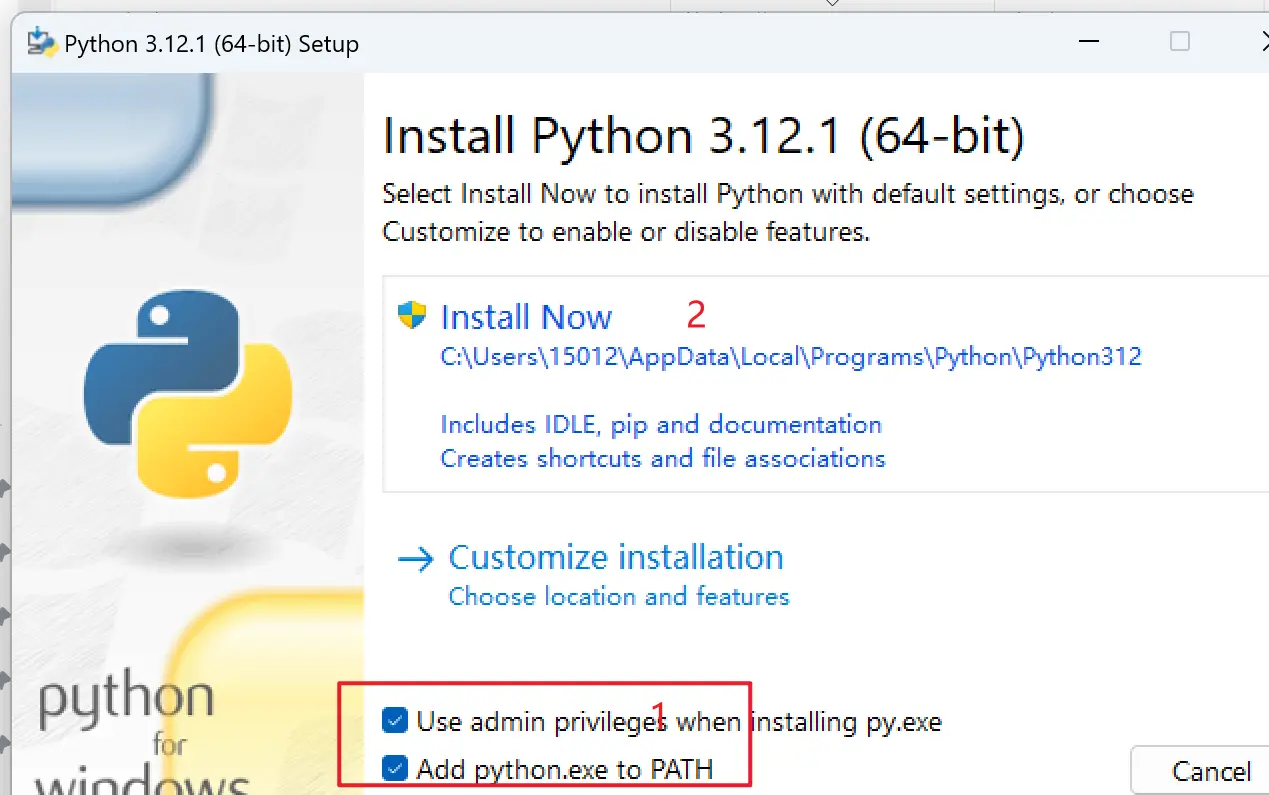 Python 3.12.1 (64-bit) Setup
Install Python 3.12.1 (64-bit)
Select Install Now to install Python with default settings, or choose
Customize to enable or disable features.
Install Now 2
C:\Users\15012\AppData\Local\Programs\Python\Python312
Includes IDLE, pip and documentation
Creates shortcuts and file associations
Customize installation
Choose location and features
python
for
windows
1
Use admin privileges when installing py.exe
Add python.exe to PATH
Cancel